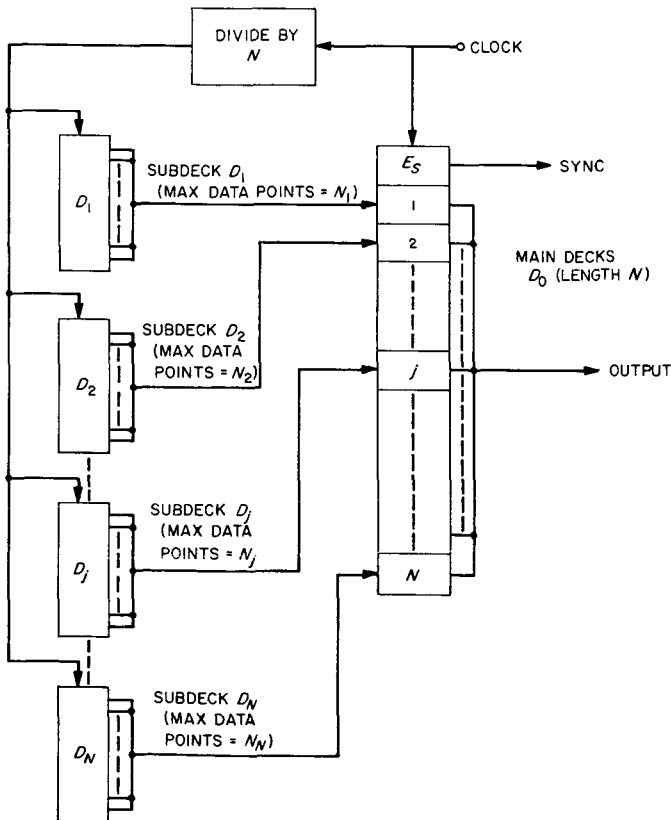 DIVIDE BY
N
CLOCK
E_S
SYNC
SUBDECK D_1
(MAX DATA POINTS = N_1)
D_1
1
2
MAIN DECKS
D_0 (LENGTH N)
SUBDECK D_2
(MAX DATA
POINTS = N_2)
D_2
j
OUTPUT
SUBDECK D_j
(MAX DATA
POINTS = N_j)
D_j
N
SUBDECK D_N
(MAX DATA
POINTS = N_N)
D_N